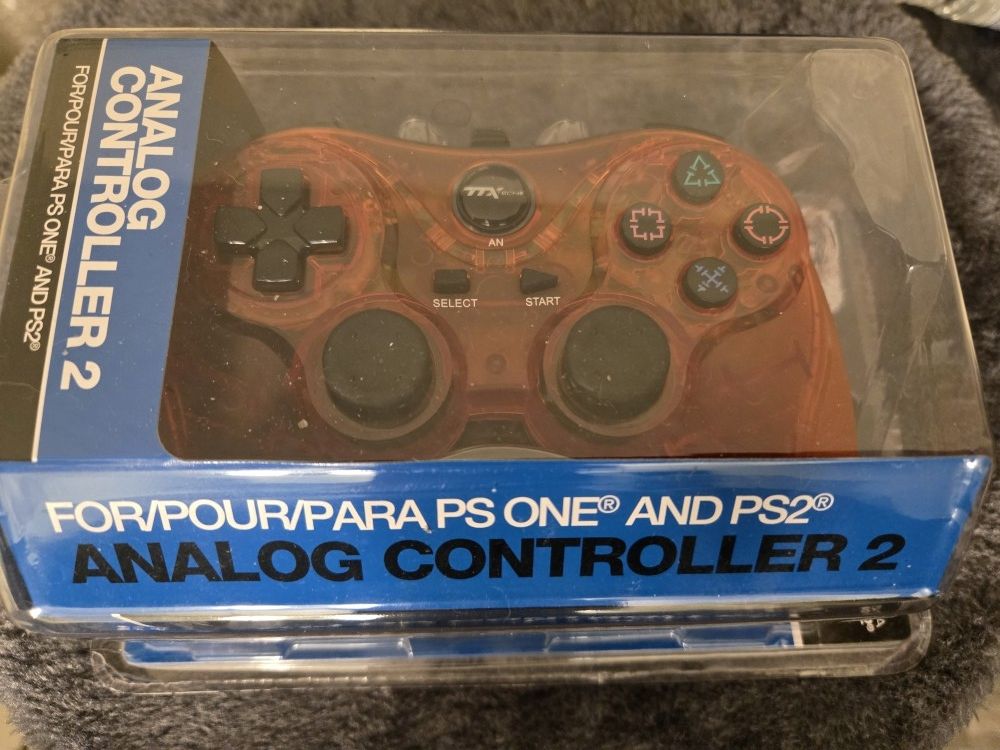 ANALOG
CONTROLLER 2
FOR/POUR/PARA PS ONE® AND PS2®
TTX TECH
AN
SELECT
START
FOR/POUR/PARA PS ONE® AND PS2®
ANALOG CONTROLLER 2